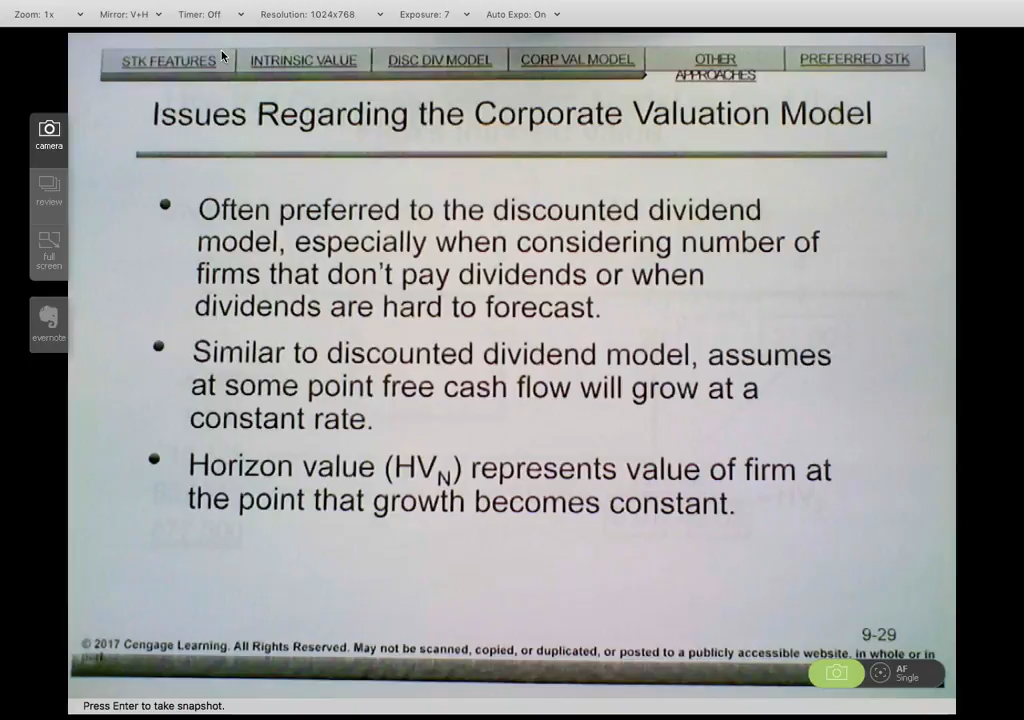 Zoom: 1x Mirror: V+H Timer: Off Resolution: 1024x768 Exposure: 7 Auto Expo: On
STK FEATURES INTRINSIC VALUE DISC DIV MODEL CORP VAL MODEL OTHER APPROACHES PREFERRED STK
Issues Regarding the Corporate Valuation Model
camera
review
full
screen
evernote
• Often preferred to the discounted dividend
model, especially when considering number of
firms that don't pay dividends or when
dividends are hard to forecast.
• Similar to discounted dividend model, assumes
at some point free cash flow will grow at a
constant rate.
• Horizon value (HVN) represents value of firm at
the point that growth becomes constant.
9-29
© 2017 Cengage Learning. All Rights Reserved. May not be scanned, copied, or duplicated, or posted to a publicly accessible website, in whole or in
AF
Single
Press Enter to take snapshot.